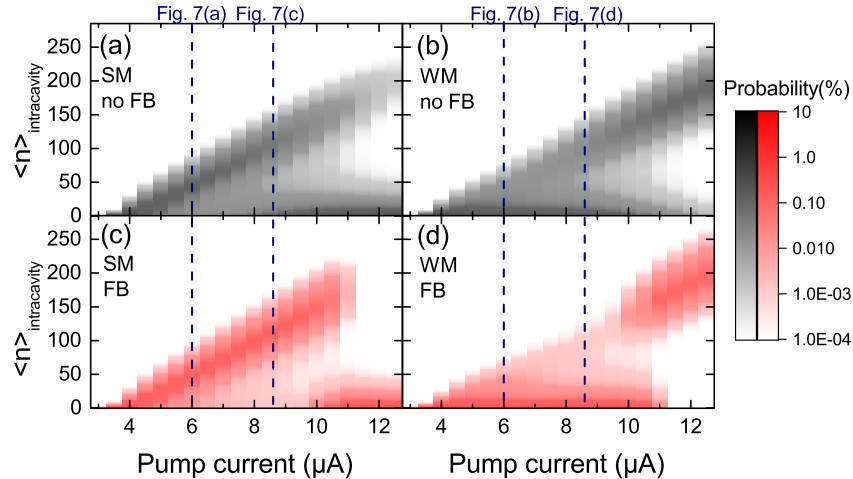 Fig. 7(a) Fig. 7(c) Fig. 7(b) Fig. 7(d)
(a) SM no FB
(b) WM no FB
(c) SM FB
(d) WM FB
<n>intracavity
250
200
150
100
50
0
<n>intracavity
250
200
150
100
50
0
4 6 8 10 12
4 6 8 10 12
Pump current (µA)
Pump current (µA)
Probability(%)
10
1.0
0.10
0.010
1.0E-03
1.0E-04